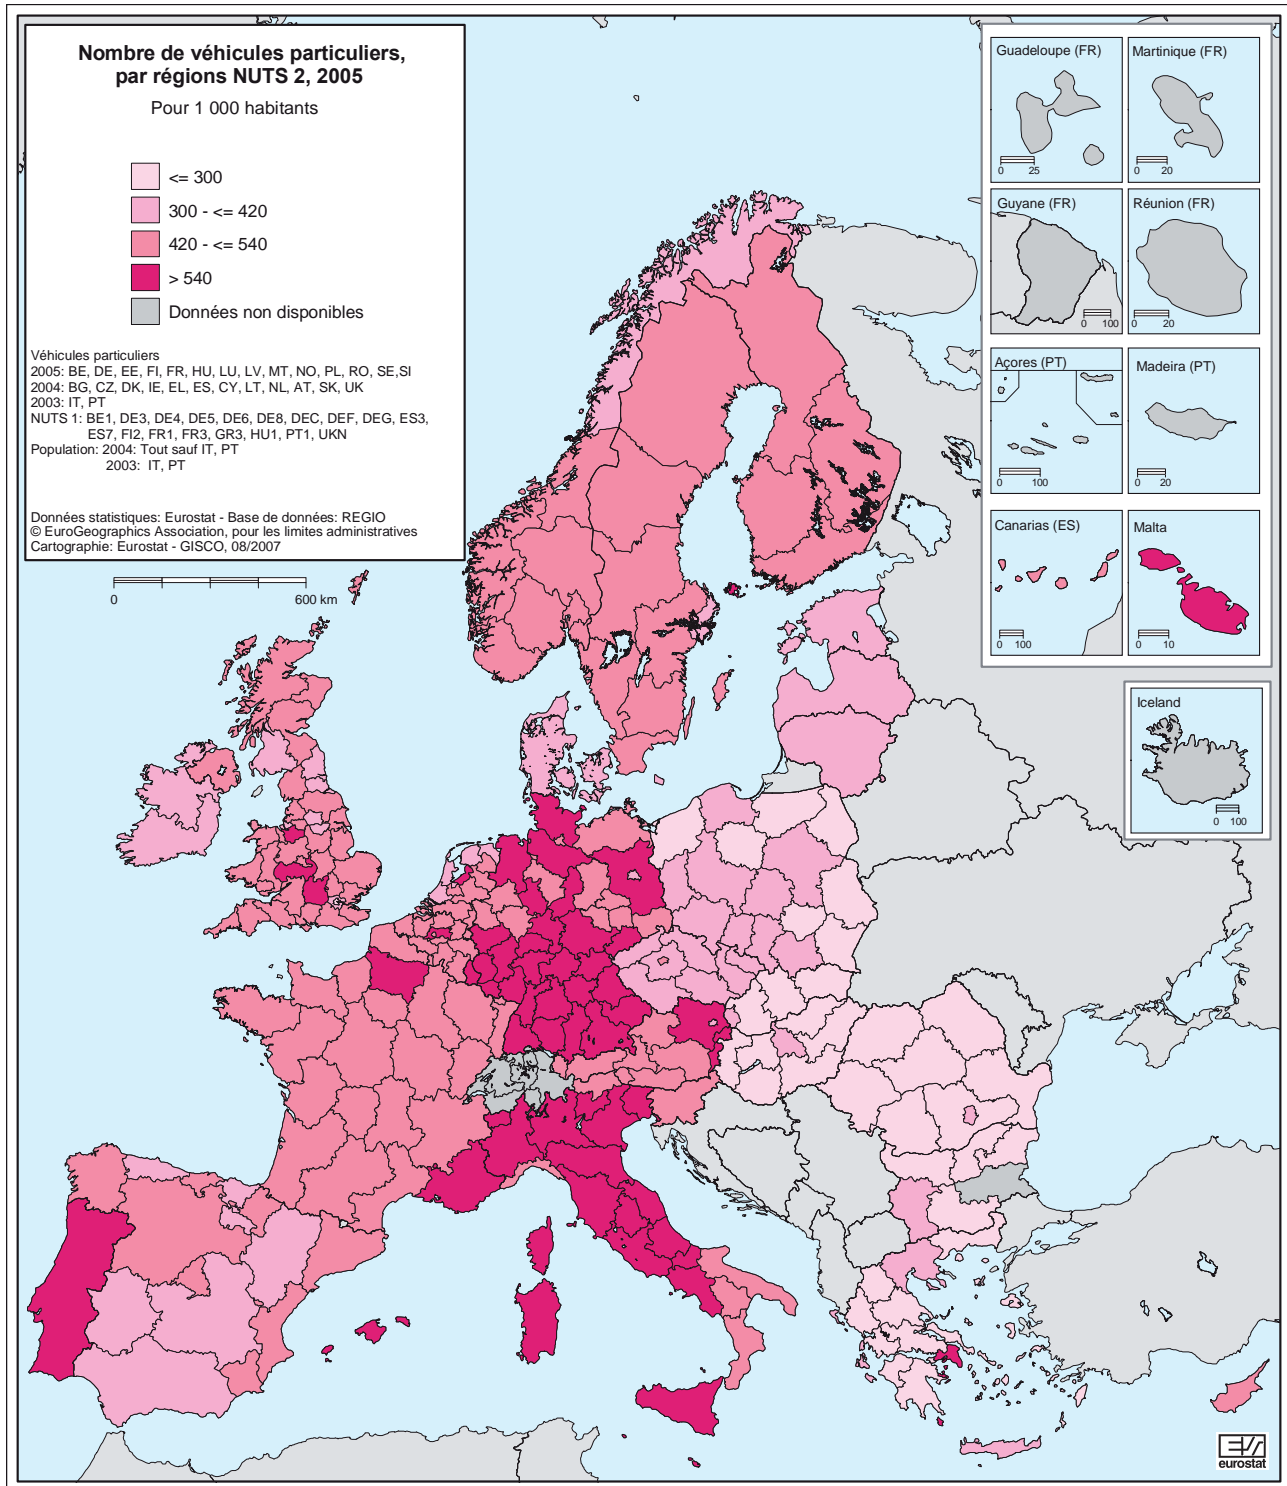 Nombre de véhicules particuliers,
par régions NUTS 2, 2005
Pour 1 000 habitants
<= 300
300 - <= 420
420 - <= 540
> 540
Données non disponibles
Véhicules particuliers
2005: BE, DE, EE, FI, FR, HU, LU, LV, MT, NO, PL, RO, SE,SI
2004: BG, CZ, DK, IE, EL, ES, CY, LT, NL, AT, SK, UK
2003: IT, PT
NUTS 1: BE1, DE3, DE4, DE5, DE6, DE8, DEC, DEF, DEG, ES3,
ES7, FI2, FR1, FR3, GR3, HU1, PT1, UKN
Population: 2004: Tout sauf IT, PT
2003: IT, PT
Données statistiques: Eurostat - Base de données: REGIO
© EuroGeographics Association, pour les limites administratives
Cartographie: Eurostat - GISCO, 08/2007
0 600 km
Guadeloupe (FR)
0 25
Martinique (FR)
0 20
Guyane (FR)
0 100
Réunion (FR)
0 20
Açores (PT)
0 100
Madeira (PT)
0 20
Canarias (ES)
0 100
Malta
0 10
Iceland
0 100
eurostat